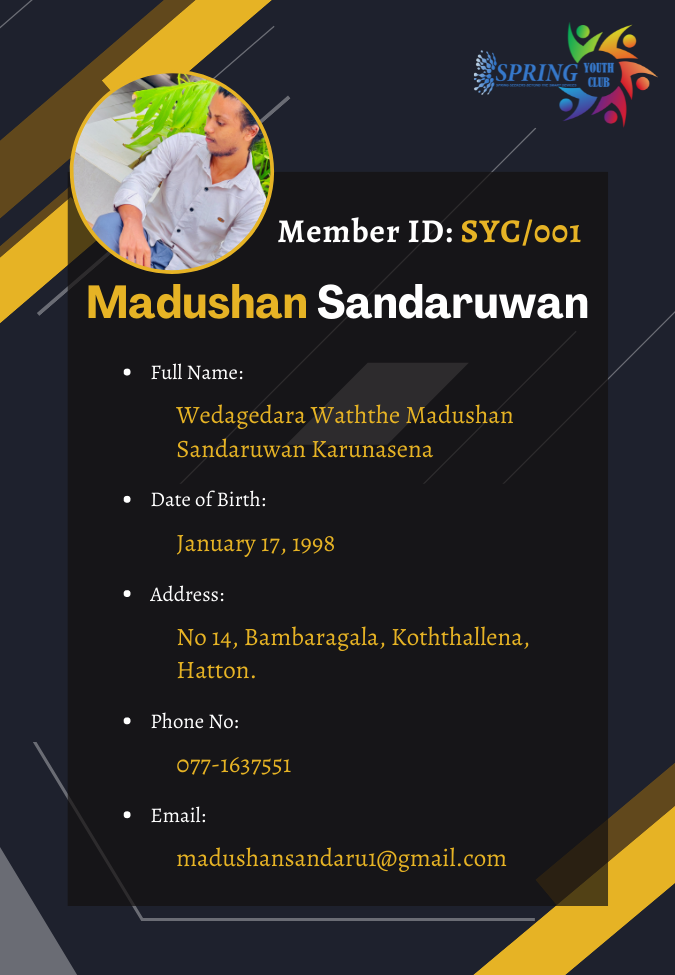 SPRING YOUTH
CLUB
Member ID: SYC/001
Madushan Sandaruwan
• Full Name:
Wedagedara Waththe Madushan
Sandaruwan Karunasena
• Date of Birth:
January 17, 1998
• Address:
No 14, Bambaragala, Koththallena,
Hatton.
• Phone No:
077-1637551
• Email:
madushansandaru1@gmail.com